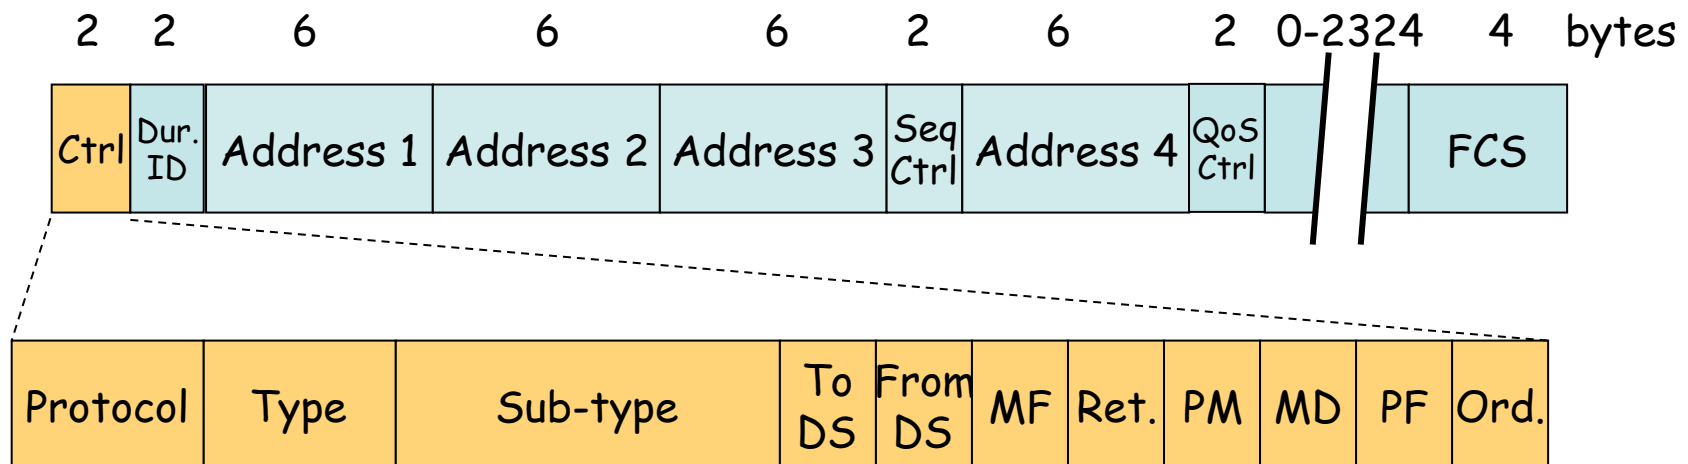 2 2 6 6 6 2 6 2 0-2324 4 bytes
Ctrl
Dur.
ID
Address 1
Address 2
Address 3
Seq
Ctrl
Address 4
QoS
Ctrl
FCS
Protocol
Type
Sub-type
To
DS
From
DS
MF
Ret.
PM
MD
PF
Ord.